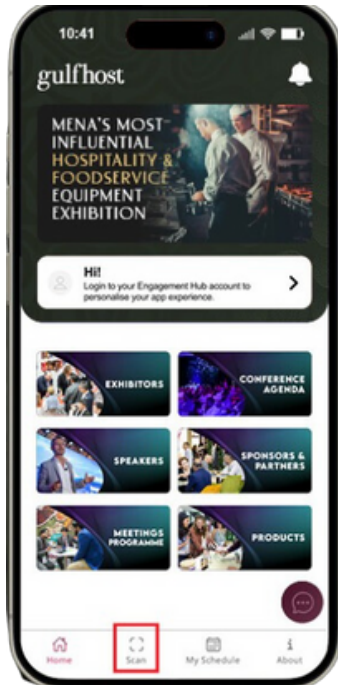 10:41
gulfhost
MENA'S MOST
INFLUENTIAL
HOSPITALITY &
FOODSERVICE
EQUIPMENT
EXHIBITION
Hi!
Login to your Engagement Hub account to
personalise your app experience.
EXHIBITORS
CONFERENCE
AGENDA
SPEAKERS
SPONSORS &
PARTNERS
MEETINGS
PROGRAMME
PRODUCTS
Home
Scan
My Schedule
About